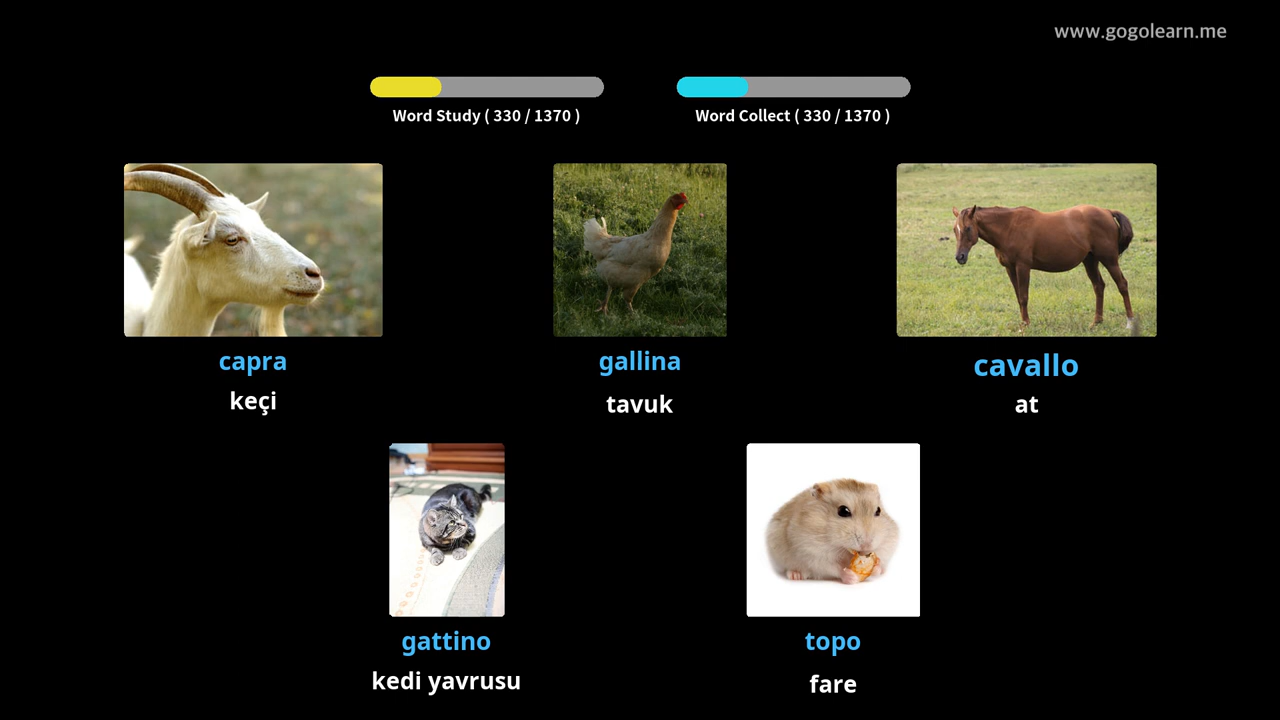 www.gogolearn.me
Word Study ( 330 / 1370 )
Word Collect ( 330 / 1370 )
capra
keçi
gallina
tavuk
cavallo
at
gattino
kedi yavrusu
topo
fare